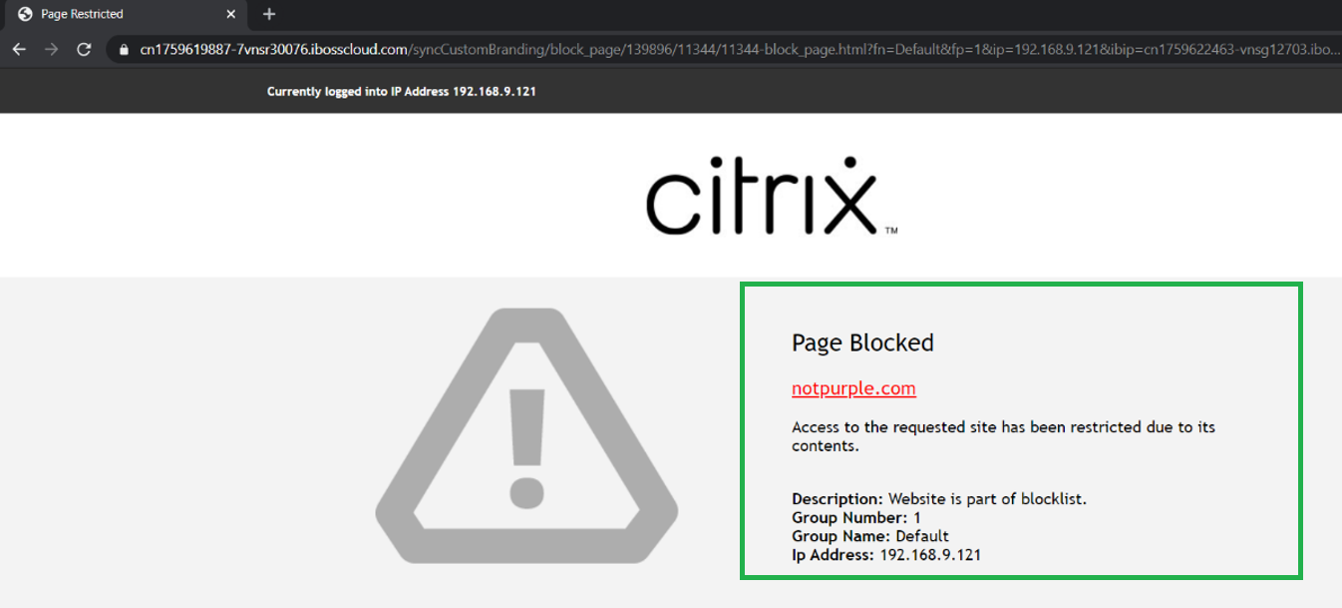 Page Restricted
cn1759619887-7vnsr30076.ibosscloud.com/syncCustomBranding/block_page/139896/11344/11344-block_page.html?fn=Default&fp=1&ip=192.168.9.121&ibip=cn1759622463-vnsg12703.ibo...
Currently logged into IP Address 192.168.9.121
citrix™
Page Blocked
notpurple.com
Access to the requested site has been restricted due to its
contents.
Description: Website is part of blocklist.
Group Number: 1
Group Name: Default
Ip Address: 192.168.9.121